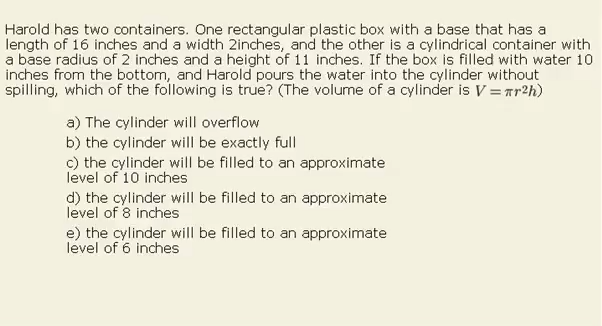 Harold has two containers. One rectangular plastic box with a base that has a
length of 16 inches and a width 2inches, and the other is a cylindrical container with
a base radius of 2 inches and a height of 11 inches. If the box is filled with water 10
inches from the bottom, and Harold pours the water into the cylinder without
spilling, which of the following is true? (The volume of a cylinder is V = πr²h)
a) The cylinder will overflow
b) the cylinder will be exactly full
c) the cylinder will be filled to an approximate
level of 10 inches
d) the cylinder will be filled to an approximate
level of 8 inches
e) the cylinder will be filled to an approximate
level of 6 inches